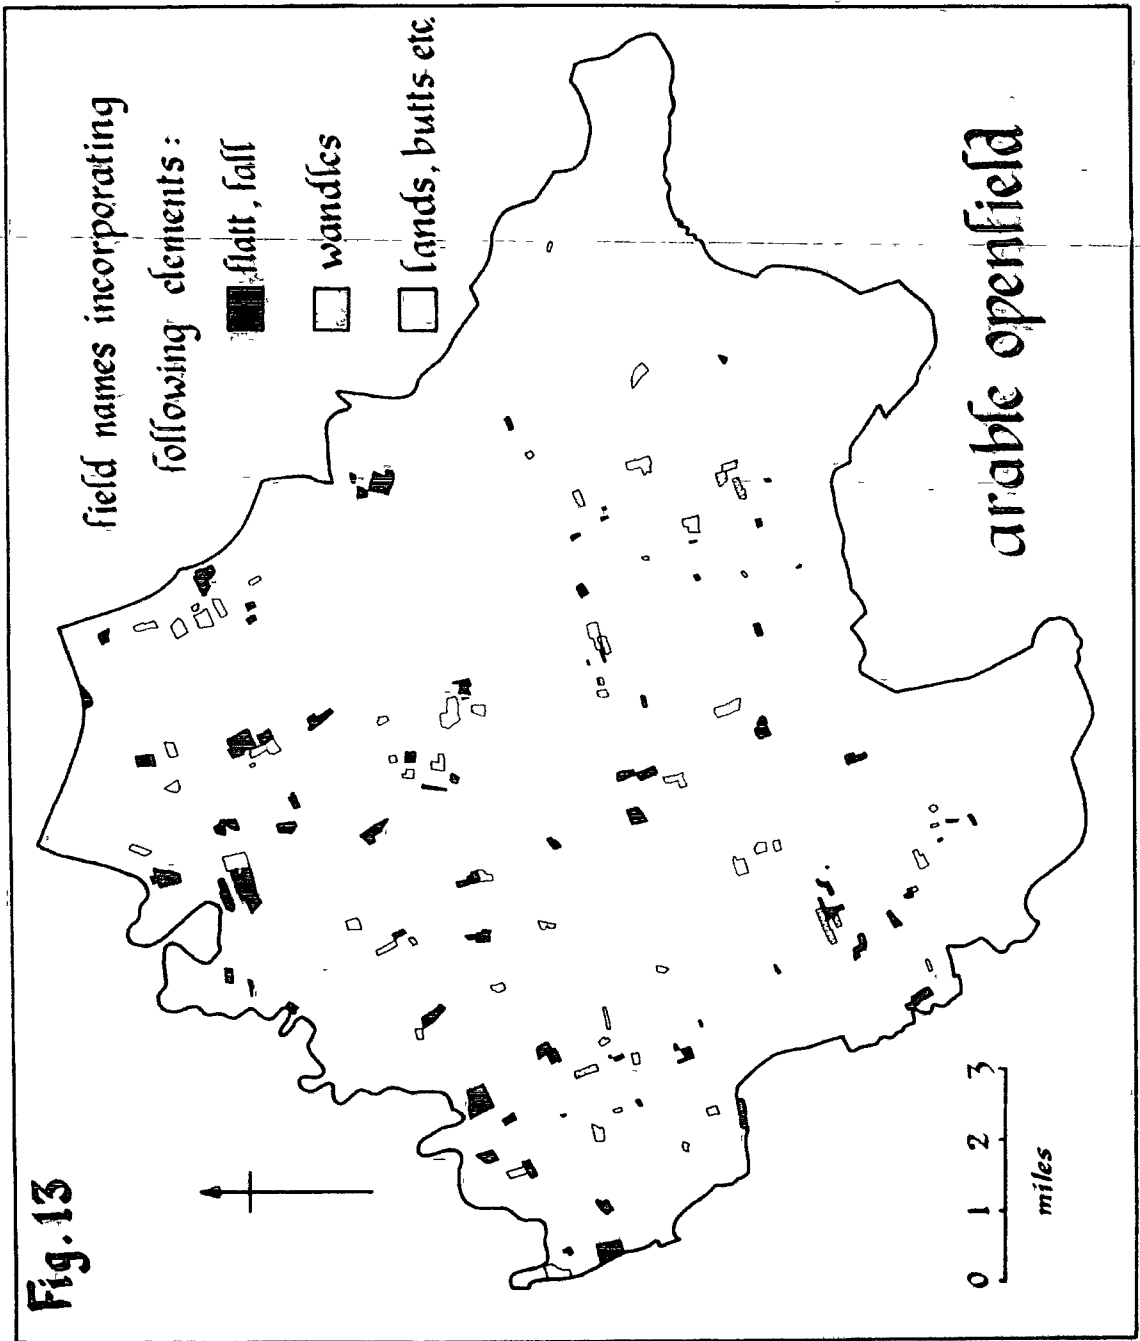 Fig. 13
field names incorporating
following elements :
flatt, fall
wandles
lands, butts etc.
arable openfield
0 1 2 3
miles